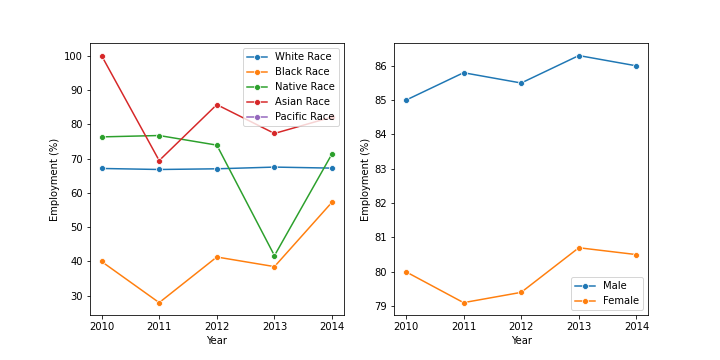 100
90
80
70
60
50
40
30
Employment (%)
2010 2011 2012 2013 2014
Year
White Race
Black Race
Native Race
Asian Race
Pacific Race
86
85
84
83
82
81
80
79
Employment (%)
2010 2011 2012 2013 2014
Year
Male
Female